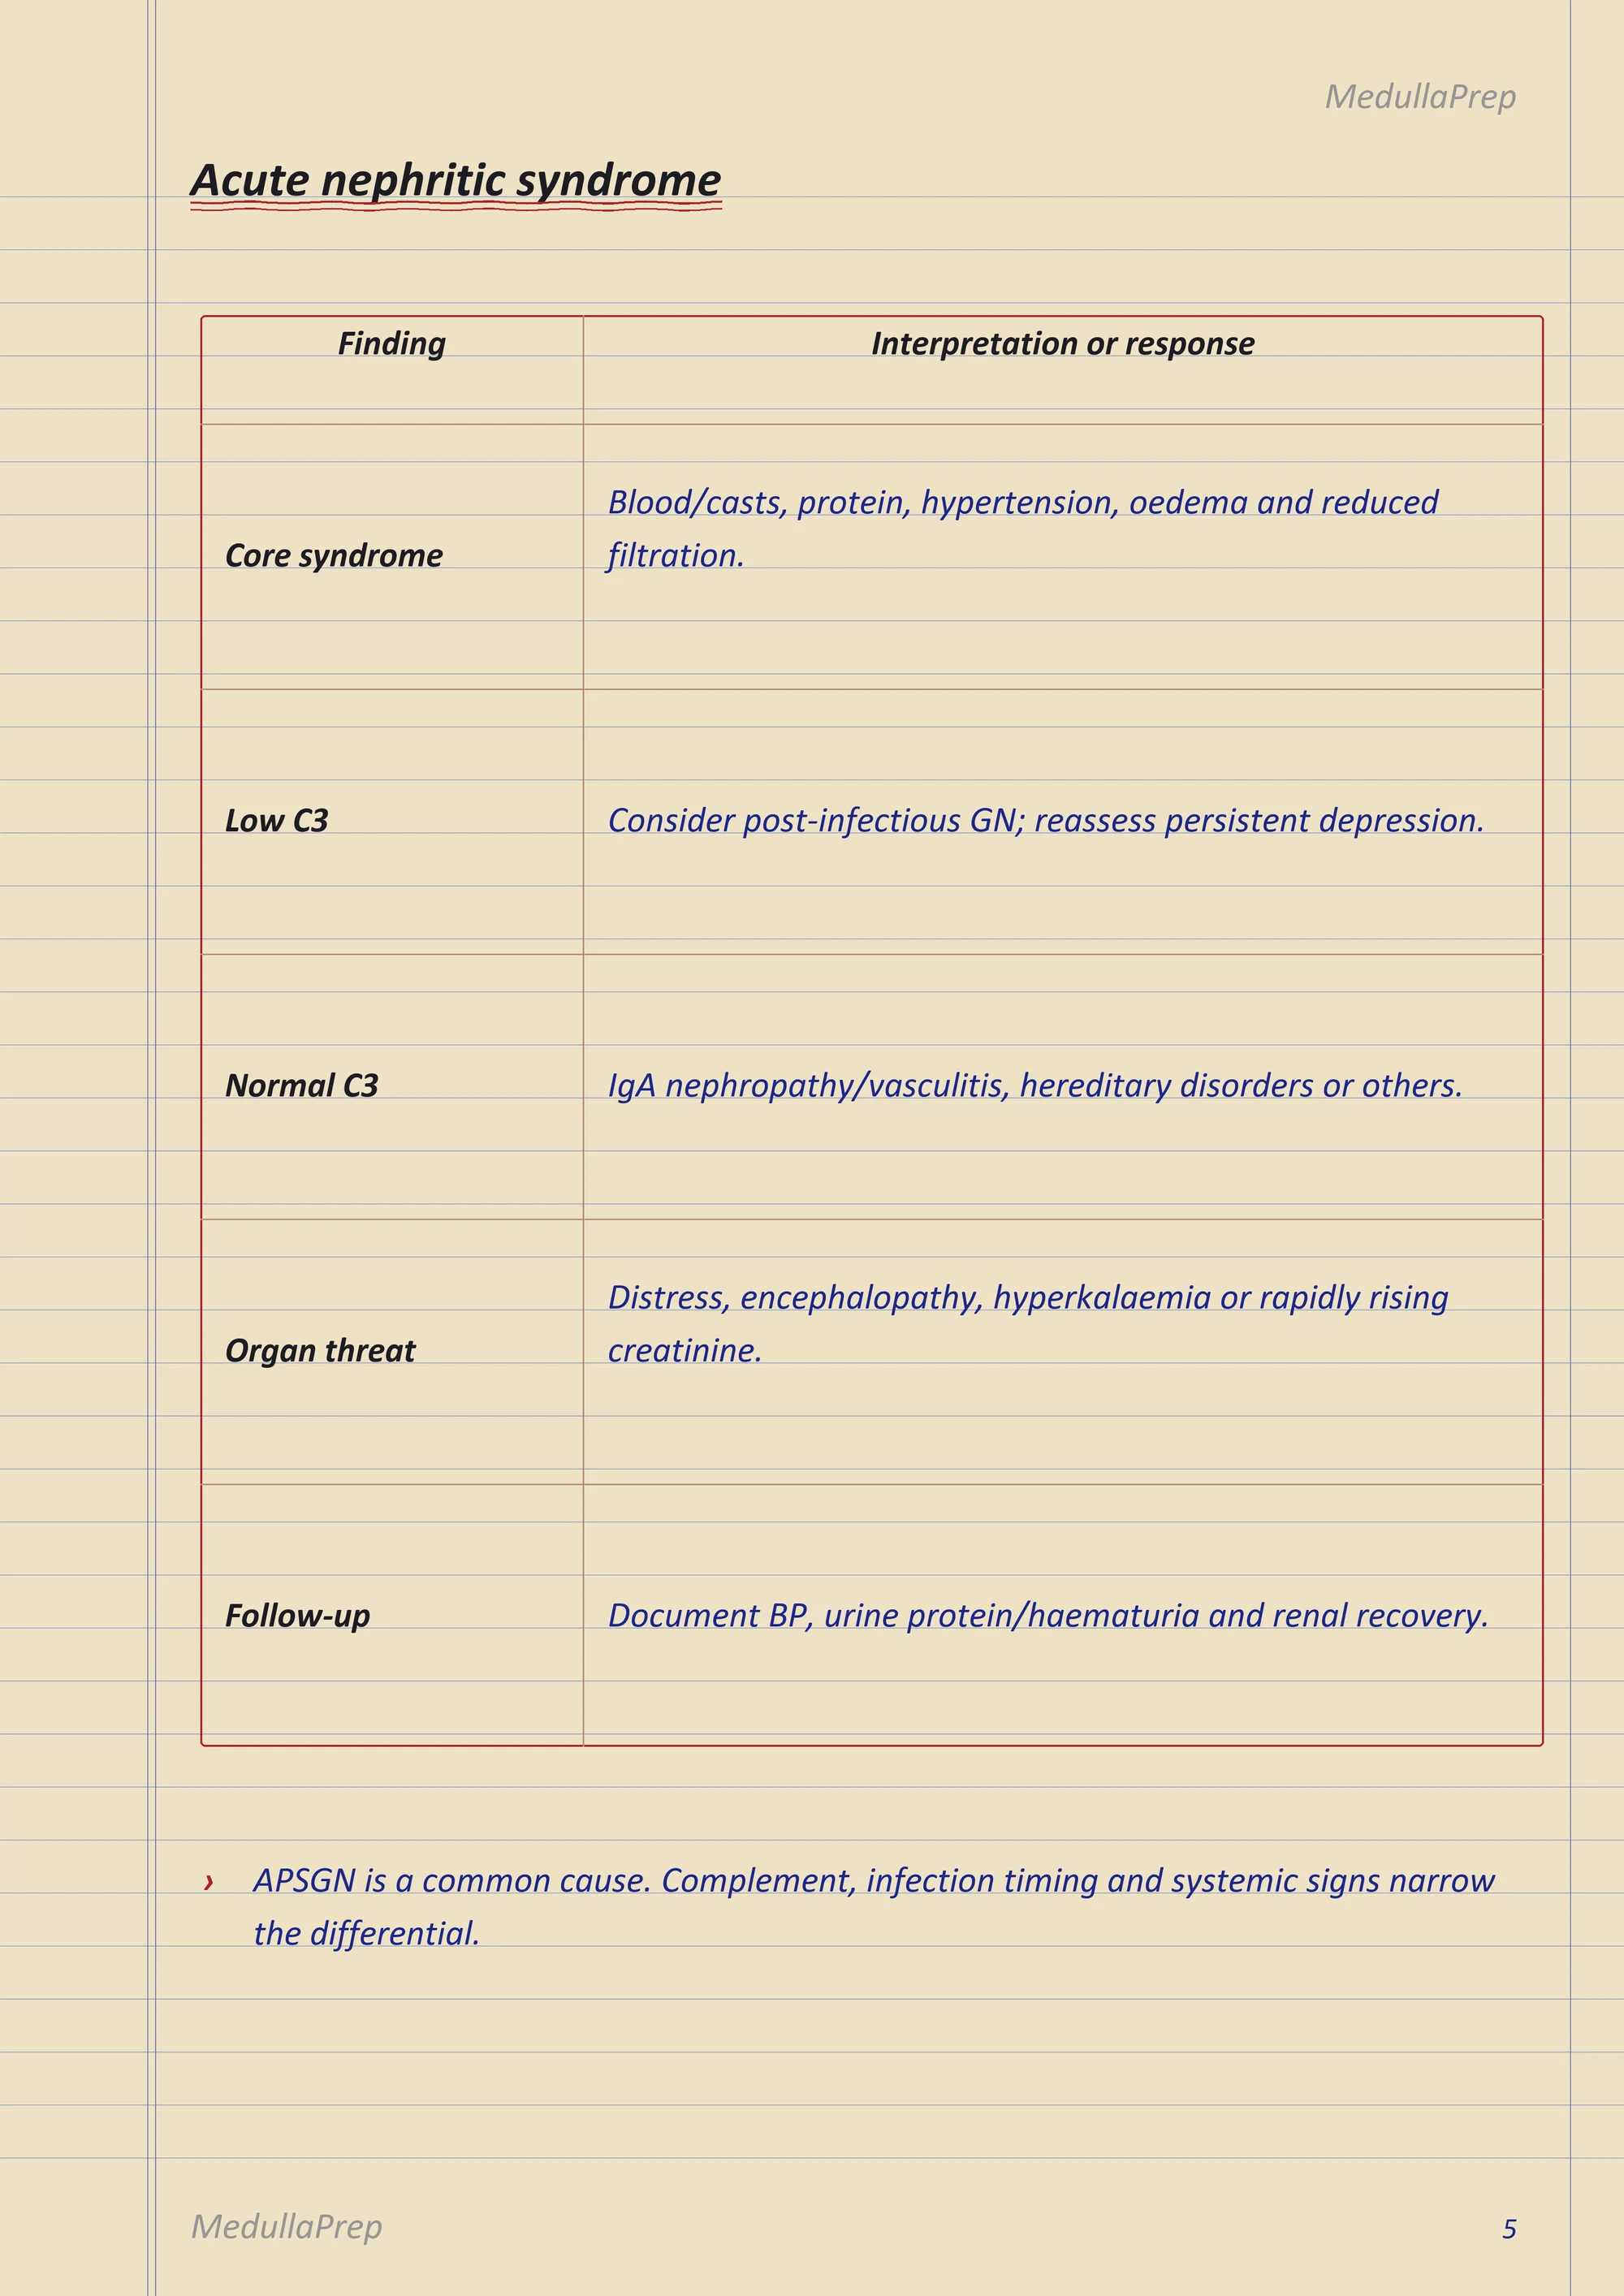 MedullaPrep
Acute nephritic syndrome
Finding
Interpretation or response
Core syndrome
Blood/casts, protein, hypertension, oedema and reduced
filtration.
Low C3
Consider post-infectious GN; reassess persistent depression.
Normal C3
IgA nephropathy/vasculitis, hereditary disorders or others.
Organ threat
Distress, encephalopathy, hyperkalaemia or rapidly rising
creatinine.
Follow-up
Document BP, urine protein/haematuria and renal recovery.
› APSGN is a common cause. Complement, infection timing and systemic signs narrow
the differential.
MedullaPrep
5